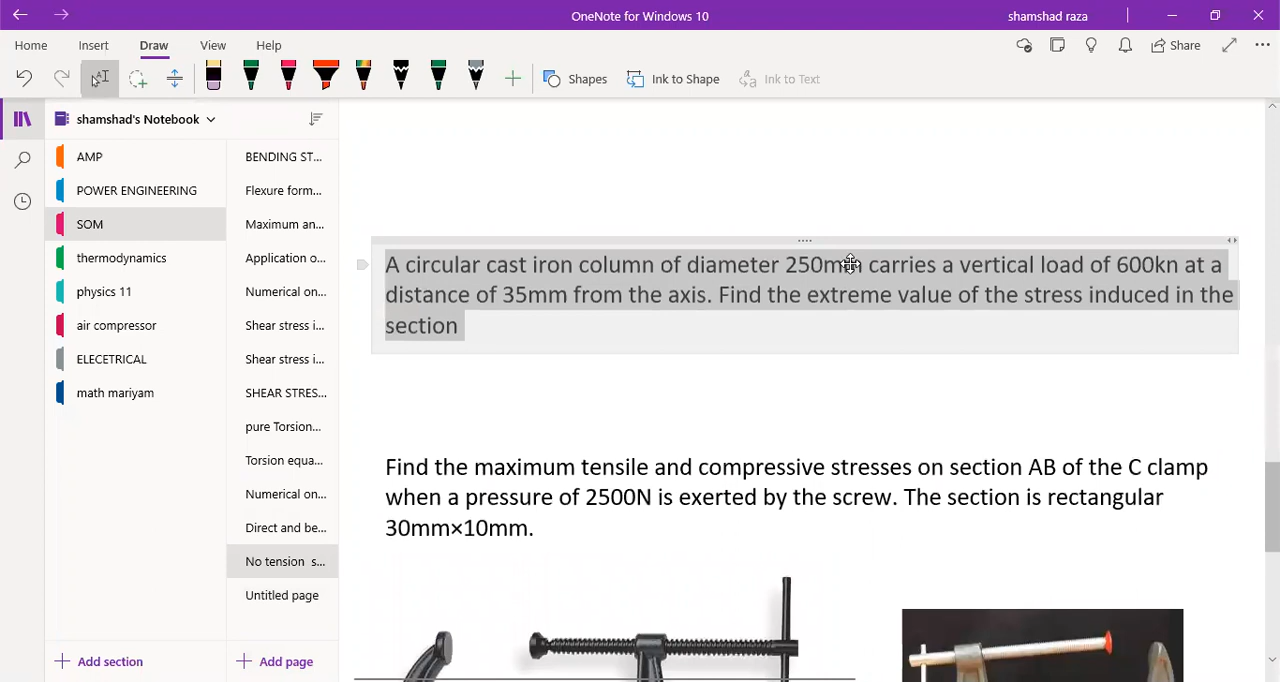 OneNote for Windows 10
shamshad raza
Home
Insert
Draw
View
Help
Share
Shapes
Ink to Shape
Ink to Text
shamshad's Notebook
AMP
POWER ENGINEERING
SOM
thermodynamics
physics 11
air compressor
ELECETRICAL
math mariyam
Add section
BENDING ST...
Flexure form...
Maximum an...
Application o...
Numerical on...
Shear stress i...
Shear stress i...
SHEAR STRES...
pure Torsion...
Torsion equa...
Numerical on...
Direct and be...
No tension s...
Untitled page
Add page
A circular cast iron column of diameter 250mm carries a vertical load of 600kn at a
distance of 35mm from the axis. Find the extreme value of the stress induced in the
section
Find the maximum tensile and compressive stresses on section AB of the C clamp
when a pressure of 2500N is exerted by the screw. The section is rectangular
30mm×10mm.